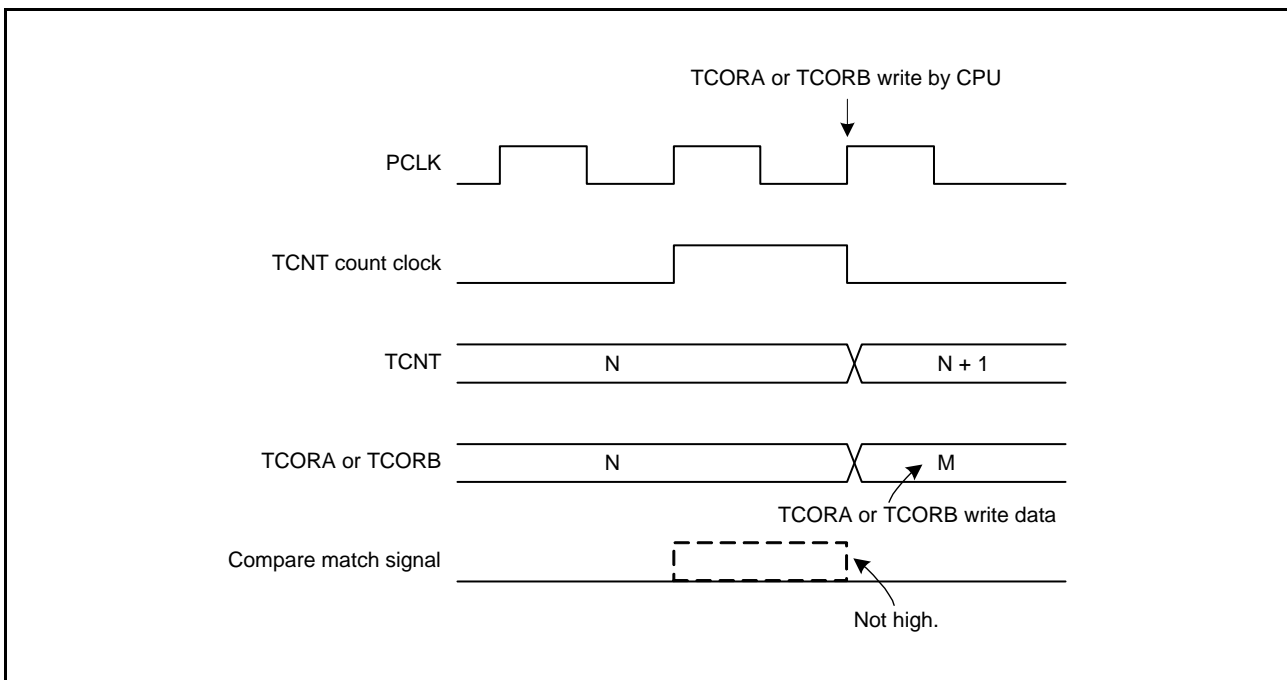 TCORA or TCORB write by CPU
PCLK
TCNT count clock
TCNT N N + 1
TCORA or TCORB N M
TCORA or TCORB write data
Compare match signal
Not high.